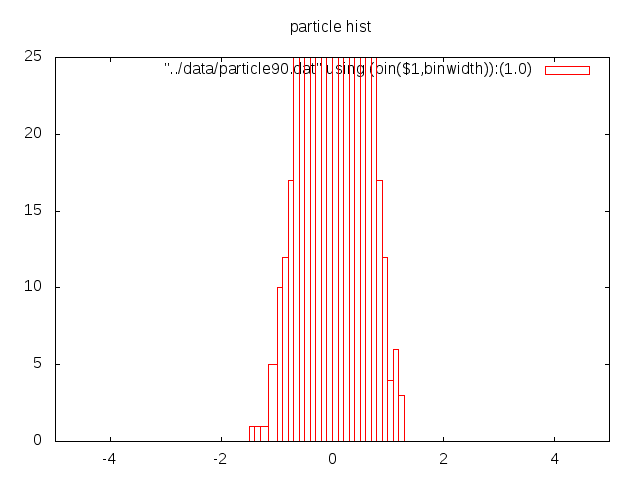 particle hist
"../data/particle90.dat" using (bin($1,binwidth)):(1.0)
25
20
15
10
5
0
-4 -2 0 2 4